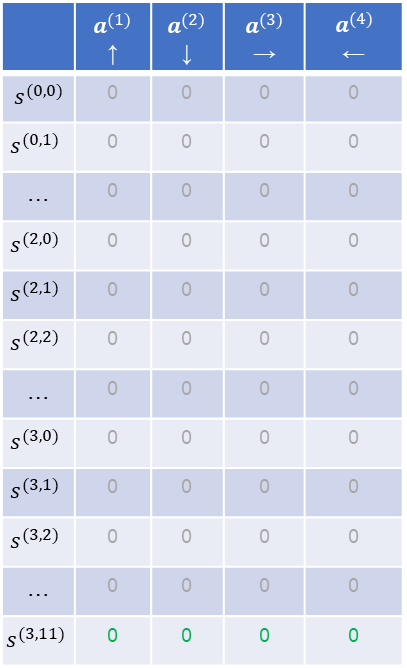 a(1) a(2) a(3) a(4)
↑ ↓ → ←
s(0,0) 0 0 0 0
s(0,1) 0 0 0 0
... 0 0 0 0
s(2,0) 0 0 0 0
s(2,1) 0 0 0 0
s(2,2) 0 0 0 0
... 0 0 0 0
s(3,0) 0 0 0 0
s(3,1) 0 0 0 0
s(3,2) 0 0 0 0
... 0 0 0 0
s(3,11) 0 0 0 0